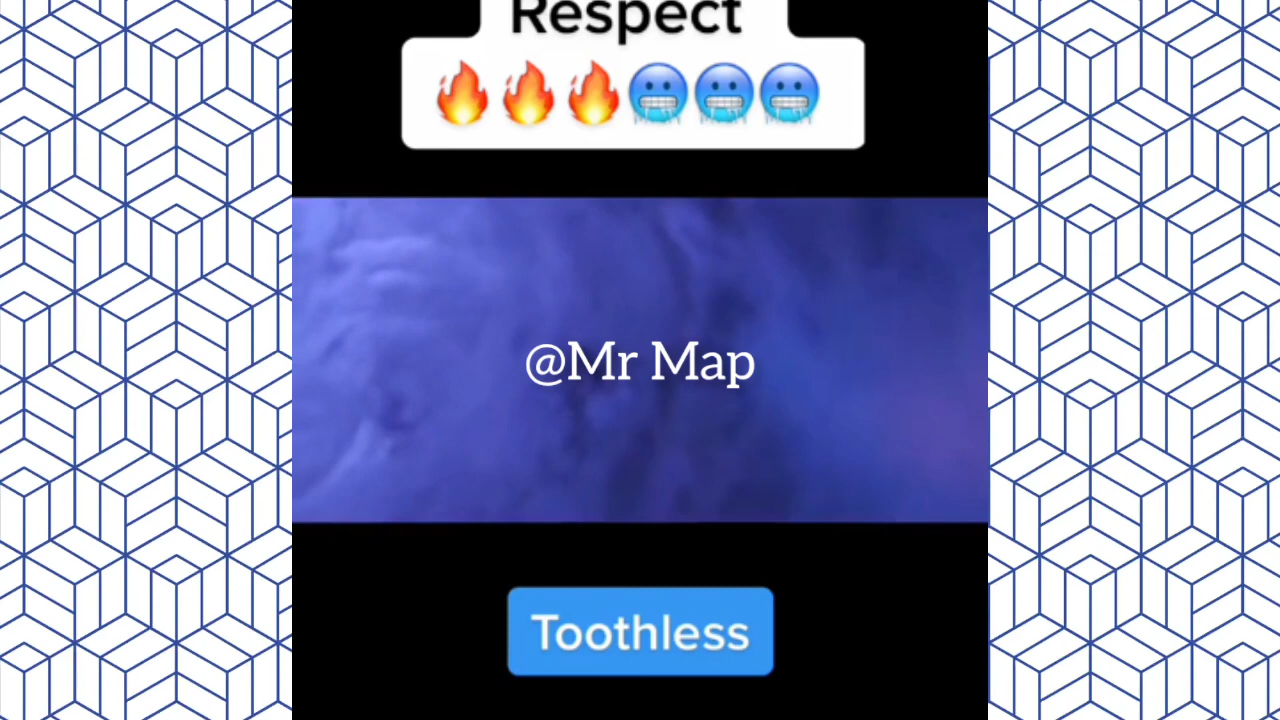 Respect
🔥🔥🔥🥶🥶🥶
@Mr Map
Toothless